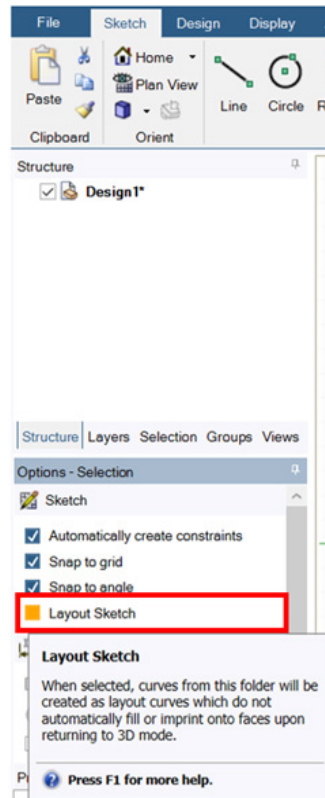 File Sketch Design Display
Home
Plan View
Paste
Line Circle R
Clipboard Orient
Structure
Design1*
Structure Layers Selection Groups Views
Options - Selection
Sketch
Automatically create constraints
Snap to grid
Snap to angle
Layout Sketch
Layout Sketch
When selected, curves from this folder will be
created as layout curves which do not
automatically fill or imprint onto faces upon
returning to 3D mode.
Press F1 for more help.